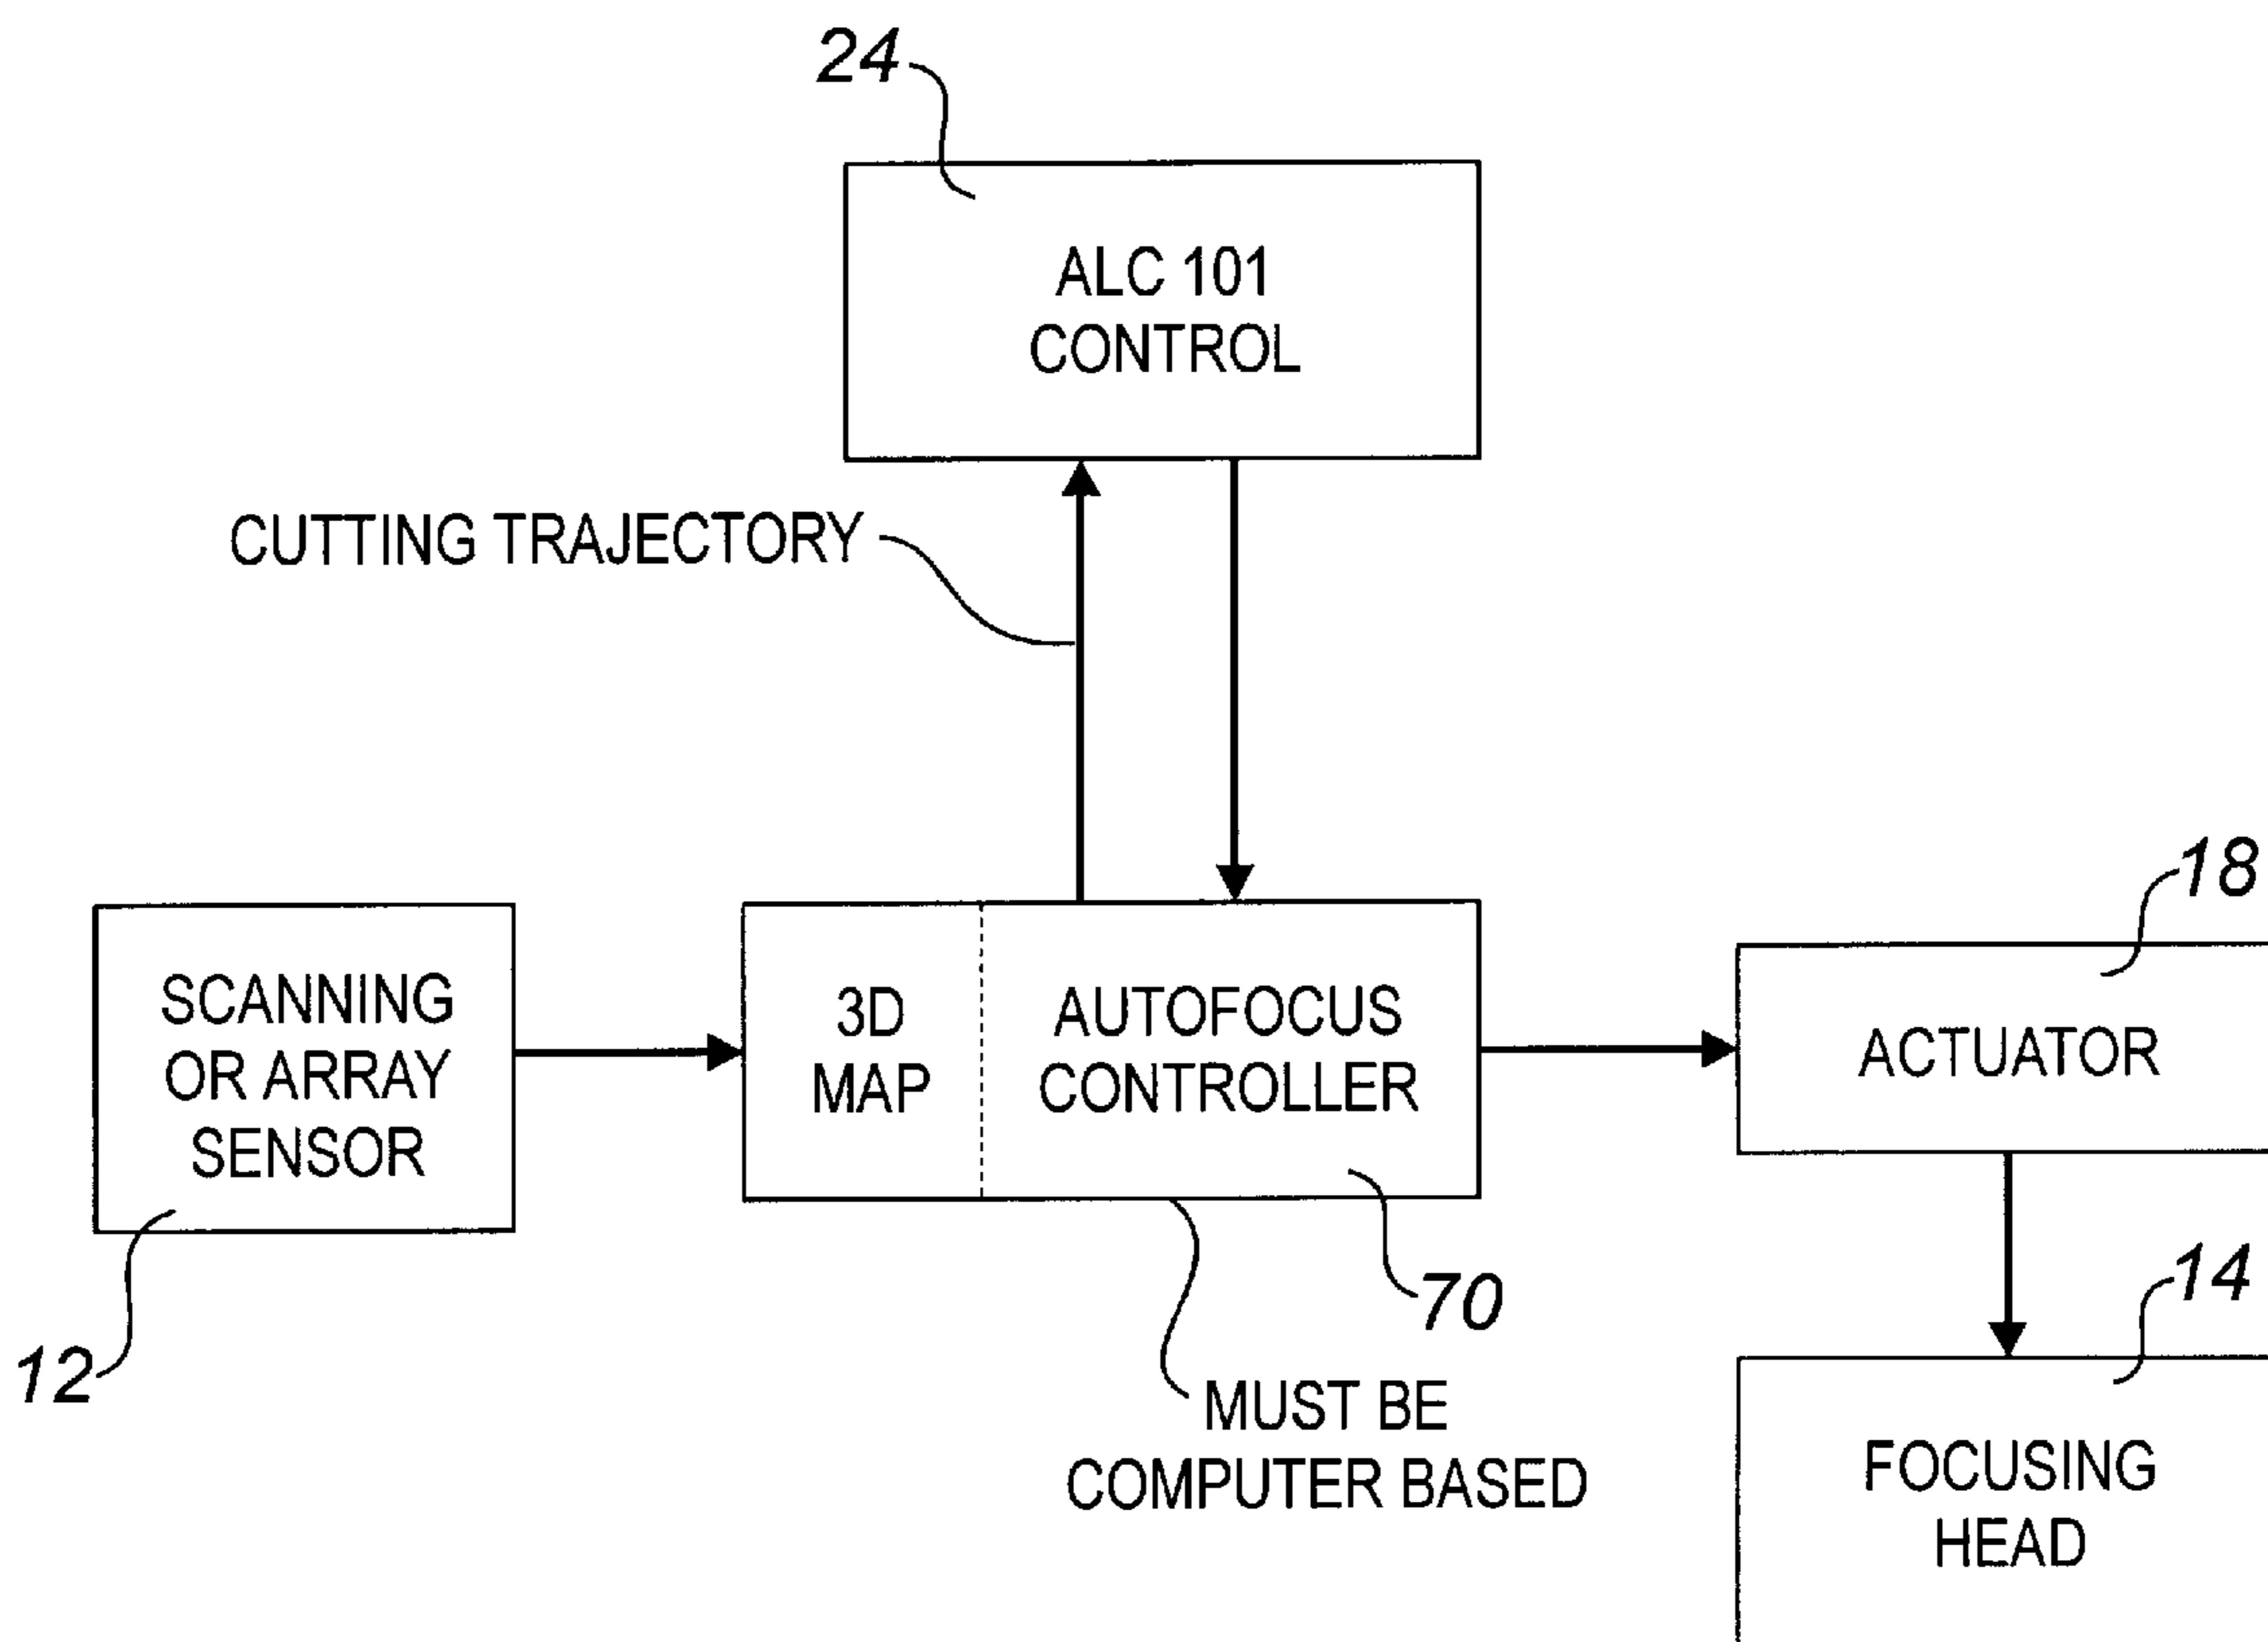 24
ALC 101
CONTROL
CUTTING TRAJECTORY
18
SCANNING
OR ARRAY
SENSOR
3D
MAP
AUTOFOCUS
CONTROLLER
ACTUATOR
12
70
14
MUST BE
COMPUTER BASED
FOCUSING
HEAD